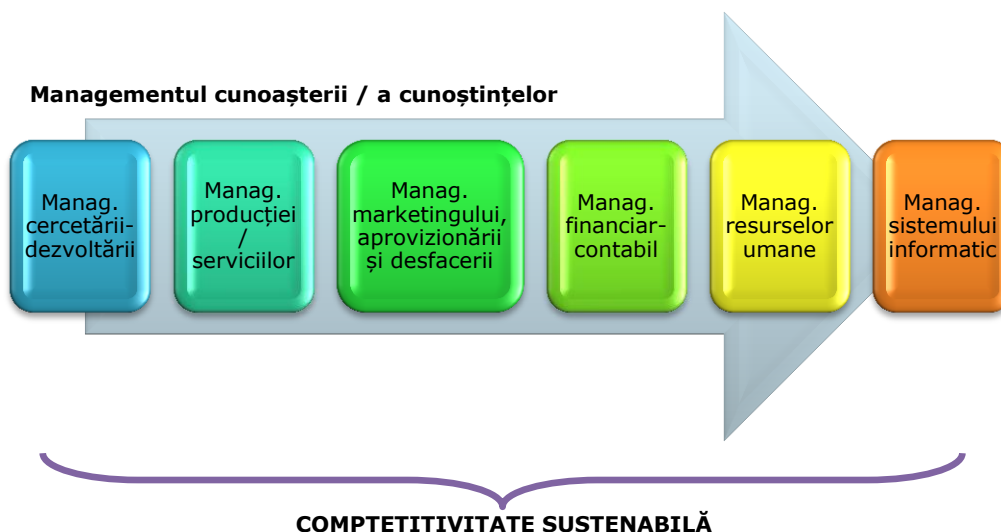 Managementul cunoașterii / a cunoștințelor
Manag.
cercetării-
dezvoltării
Manag.
producției
/
serviciilor
Manag.
marketingului,
aprovizionării
și desfacerii
Manag.
financiar-
contabil
Manag.
resurselor
umane
Manag.
sistemului
informatic
COMPTETITIVITATE SUSTENABILĂ